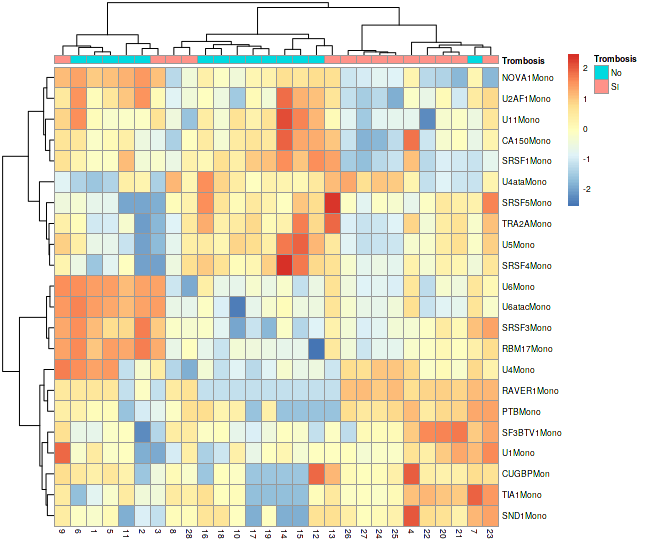 Trombosis
NOVA1Mono
U2AF1Mono
U11Mono
CA150Mono
SRSF1Mono
U4ataMono
SRSF5Mono
TRA2AMono
U5Mono
SRSF4Mono
U6Mono
U6atacMono
SRSF3Mono
RBM17Mono
U4Mono
RAVER1Mono
PTBMono
SF3BTV1Mono
U1Mono
CUGBPMon
TIA1Mono
SND1Mono
9 6 1 5 11 2 3 8 28 16 18 10 17 19 14 15 12 13 26 27 24 25 4 22 20 21 7 23
2
1
0
-1
-2
Trombosis
No
SI